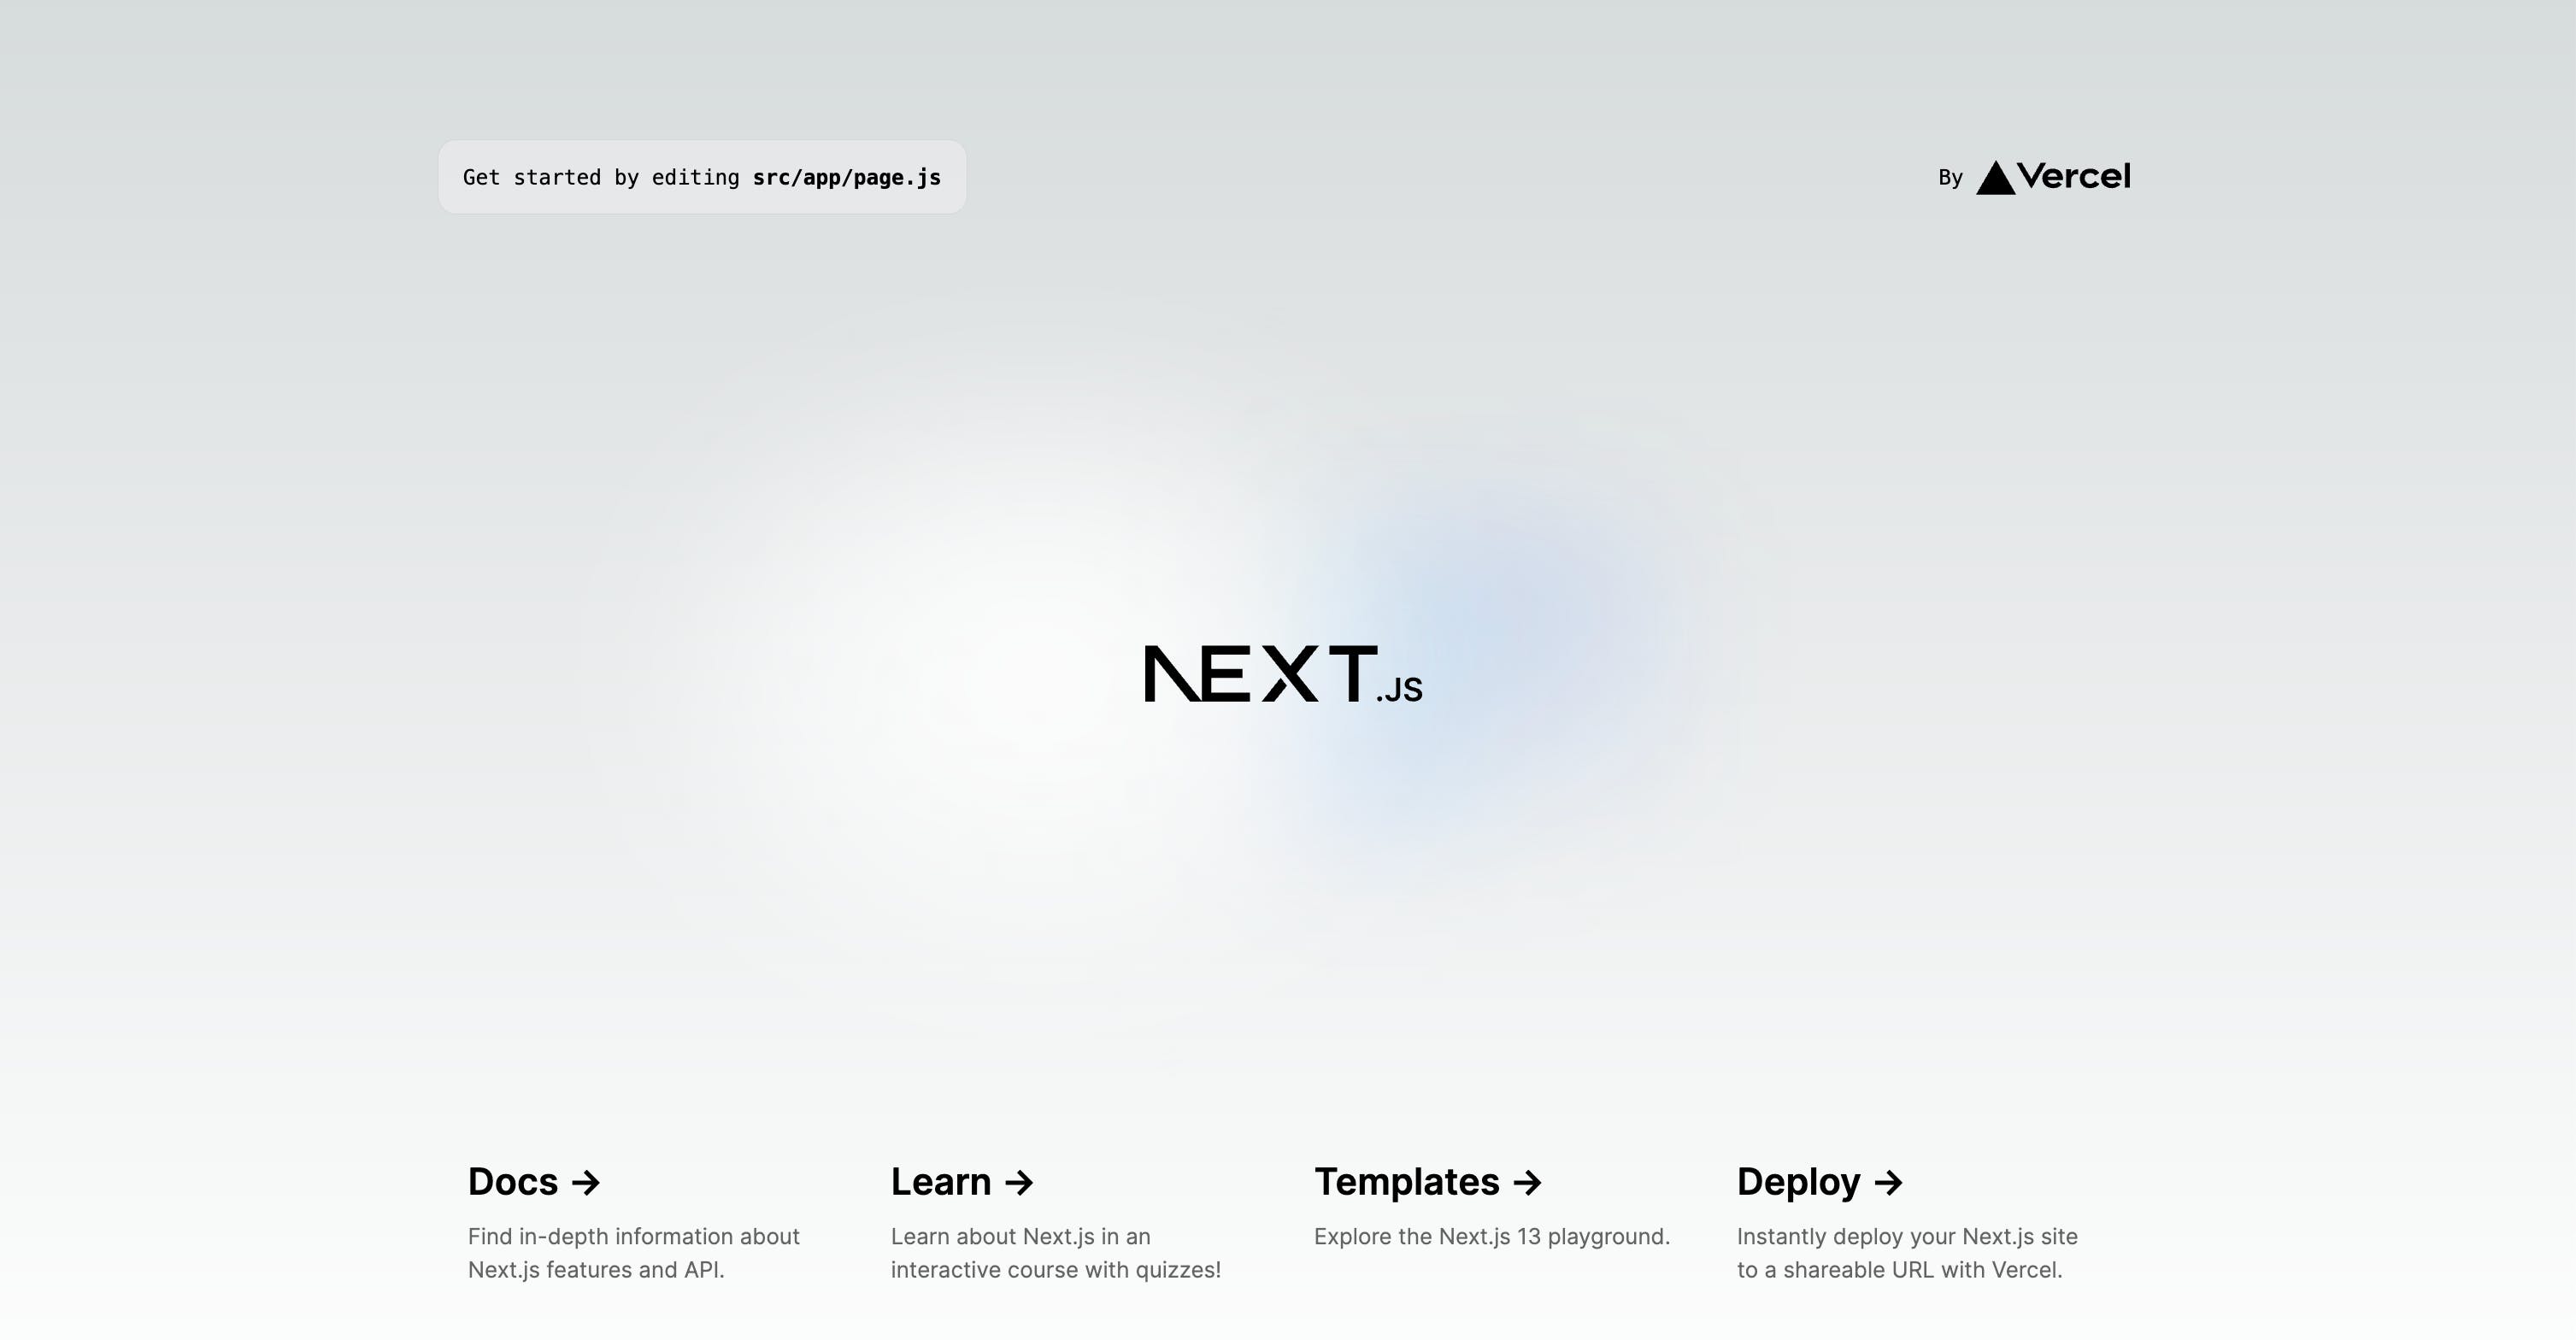 Get started by editing src/app/page.js
By Vercel
NEXT.JS
Docs →
Find in-depth information about
Next.js features and API.
Learn →
Learn about Next.js in an
interactive course with quizzes!
Templates →
Explore the Next.js 13 playground.
Deploy →
Instantly deploy your Next.js site
to a shareable URL with Vercel.